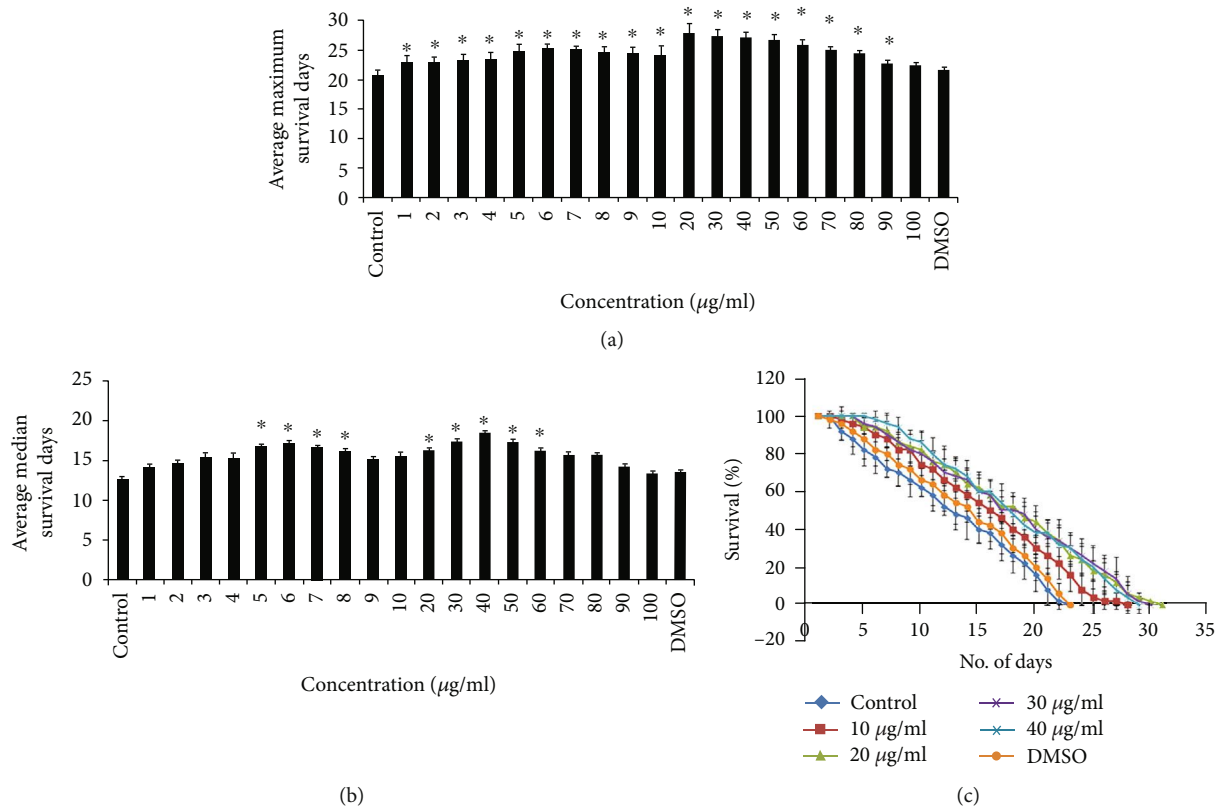 Average maximum
survival days
30
25
20
15
10
5
0
* * * * * * * * * * * * * * * * * *
Control 1 2 3 4 5 6 7 8 9 10 20 30 40 50 60 70 80 90 100 DMSO
Concentration (μg/ml)
(a)
Average median
survival days
25
20
15
10
5
0
* * * * * * * * *
Control 1 2 3 4 5 6 7 8 9 10 20 30 40 50 60 70 80 90 100 DMSO
Concentration (μg/ml)
(b)
Survival (%)
120
100
80
60
40
20
0
−20
0 5 10 15 20 25 30 35
No. of days
Control
10 μg/ml
20 μg/ml
30 μg/ml
40 μg/ml
DMSO
(c)